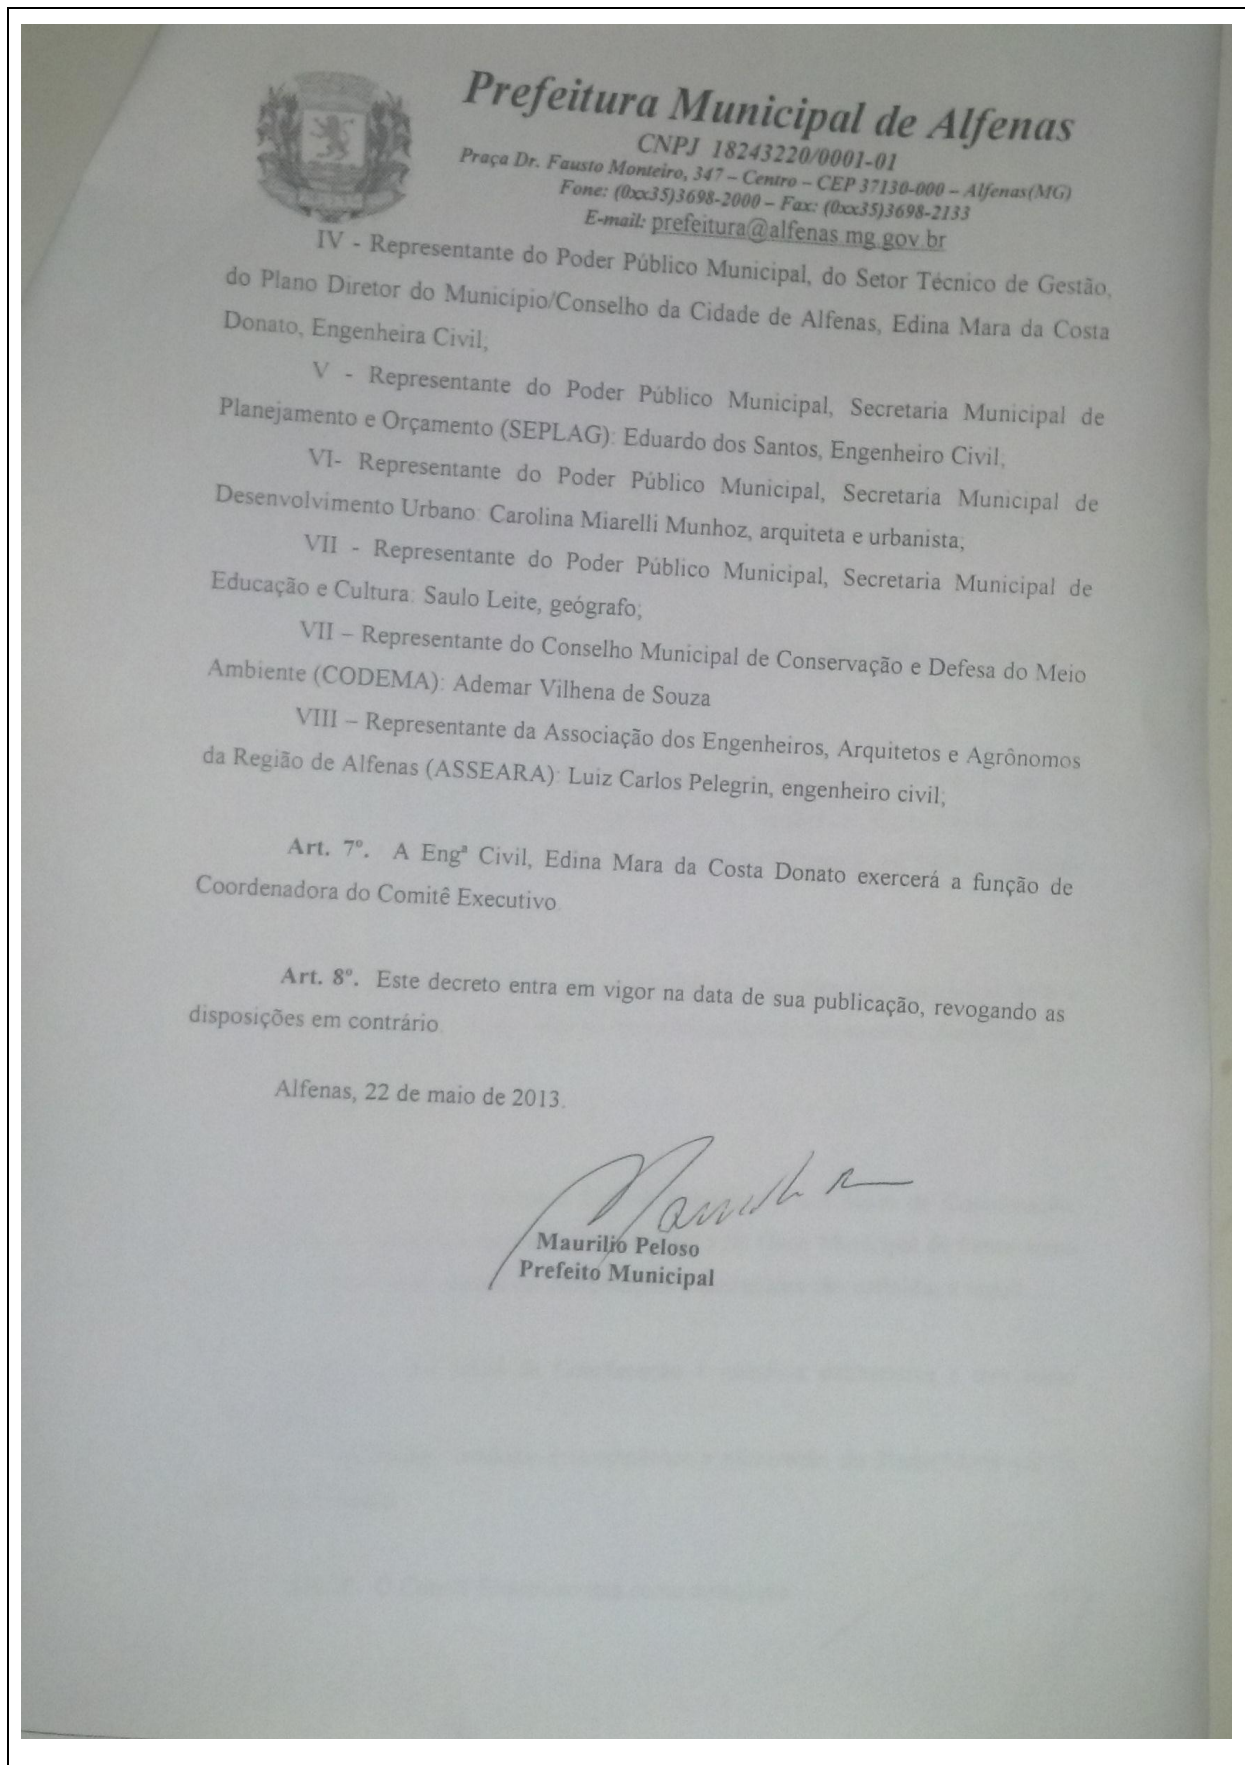 Prefeitura Municipal de Alfenas
CNPJ 18243220/0001-01
Praça Dr. Fausto Monteiro, 347 – Centro – CEP 37130-000 – Alfenas(MG)
Fone: (0xx35)3698-2000 – Fax: (0xx35)3698-2133
E-mail: prefeitura@alfenas.mg.gov.br
IV - Representante do Poder Público Municipal, do Setor Técnico de Gestão,
do Plano Diretor do Município/Conselho da Cidade de Alfenas, Edina Mara da Costa
Donato, Engenheira Civil;
V - Representante do Poder Público Municipal, Secretaria Municipal de
Planejamento e Orçamento (SEPLAG): Eduardo dos Santos, Engenheiro Civil;
VI- Representante do Poder Público Municipal, Secretaria Municipal de
Desenvolvimento Urbano: Carolina Miarelli Munhoz, arquiteta e urbanista;
VII - Representante do Poder Público Municipal, Secretaria Municipal de
Educação e Cultura: Saulo Leite, geógrafo;
VII – Representante do Conselho Municipal de Conservação e Defesa do Meio
Ambiente (CODEMA): Ademar Vilhena de Souza
VIII – Representante da Associação dos Engenheiros, Arquitetos e Agrônomos
da Região de Alfenas (ASSEARA): Luiz Carlos Pelegrin, engenheiro civil;
Art. 7º. A Engª Civil, Edina Mara da Costa Donato exercerá a função de
Coordenadora do Comitê Executivo.
Art. 8º. Este decreto entra em vigor na data de sua publicação, revogando as
disposições em contrário.
Alfenas, 22 de maio de 2013.
Maurilio Peloso
Prefeito Municipal